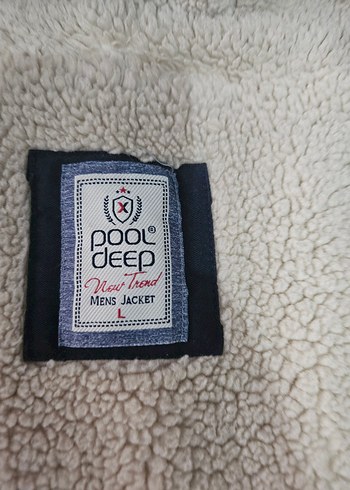 X
pool®
deep
New Trend
MENS JACKET
L